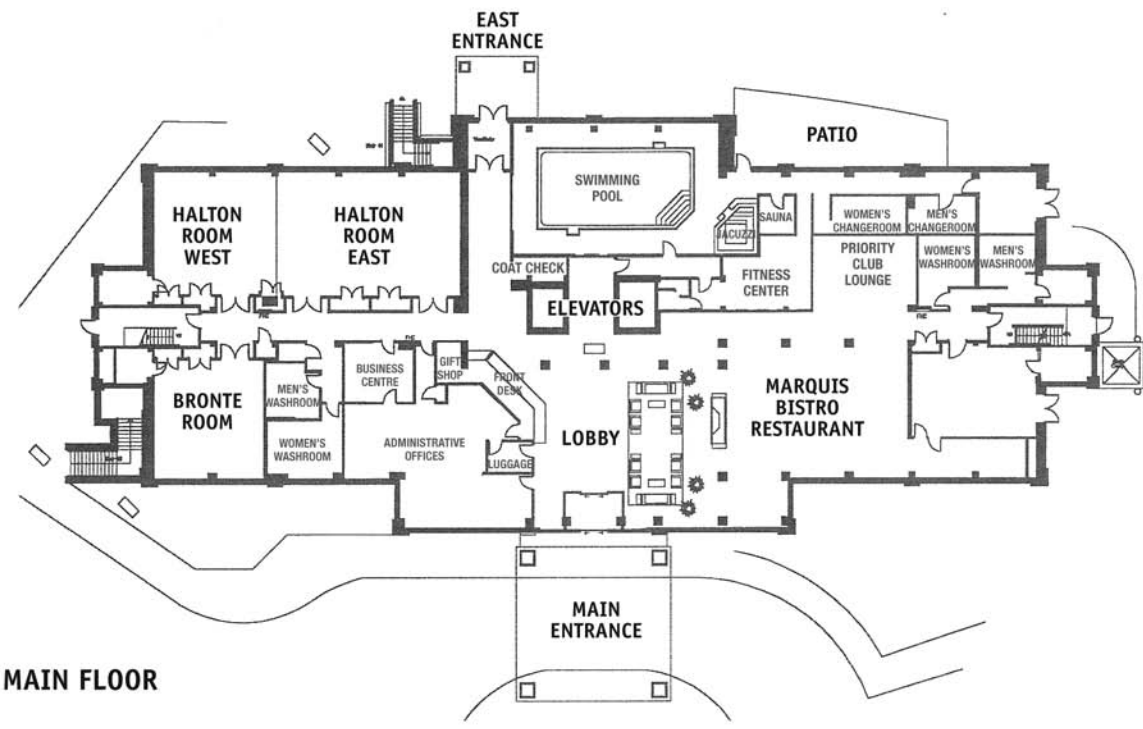 EAST
ENTRANCE
PATIO
SWIMMING
POOL
HALTON
ROOM
WEST
HALTON
ROOM
EAST
SAUNA
JACUZZI
WOMEN'S
CHANGEROOM
MEN'S
CHANGEROOM
PRIORITY
CLUB
LOUNGE
WOMEN'S
WASHROOM
MEN'S
WASHROOM
COAT CHECK
FITNESS
CENTER
ELEVATORS
BUSINESS
CENTRE
GIFT
SHOP
FRONT
DESK
MEN'S
WASHROOM
BRONTE
ROOM
MARQUIS
BISTRO
RESTAURANT
LOBBY
WOMEN'S
WASHROOM
ADMINISTRATIVE
OFFICES
LUGGAGE
MAIN
ENTRANCE
MAIN FLOOR